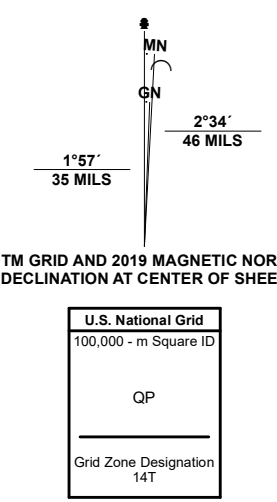 MN
GN
2°34´
46 MILS
1°57´
35 MILS
TM GRID AND 2019 MAGNETIC NOR
DECLINATION AT CENTER OF SHEE
U.S. National Grid
100,000 - m Square ID
QP
Grid Zone Designation
14T